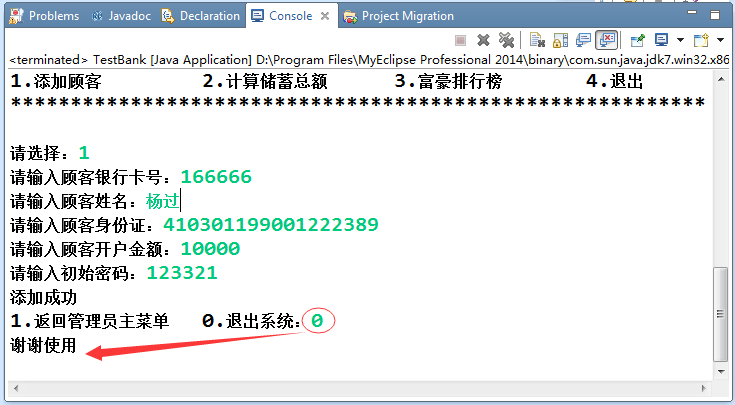 Problems Javadoc Declaration Console Project Migration
<terminated> TestBank [Java Application] D:\Program Files\MyEclipse Professional 2014\binary\com.sun.java.jdk7.win32.x86
1.添加顾客 2.计算储蓄总额 3.富豪排行榜 4.退出
**************************************************************
请选择：1
请输入顾客银行卡号：166666
请输入顾客姓名：杨过
请输入顾客身份证：410301199001222389
请输入顾客开户金额：10000
请输入初始密码：123321
添加成功
1.返回管理员主菜单 0.退出系统：0
谢谢使用